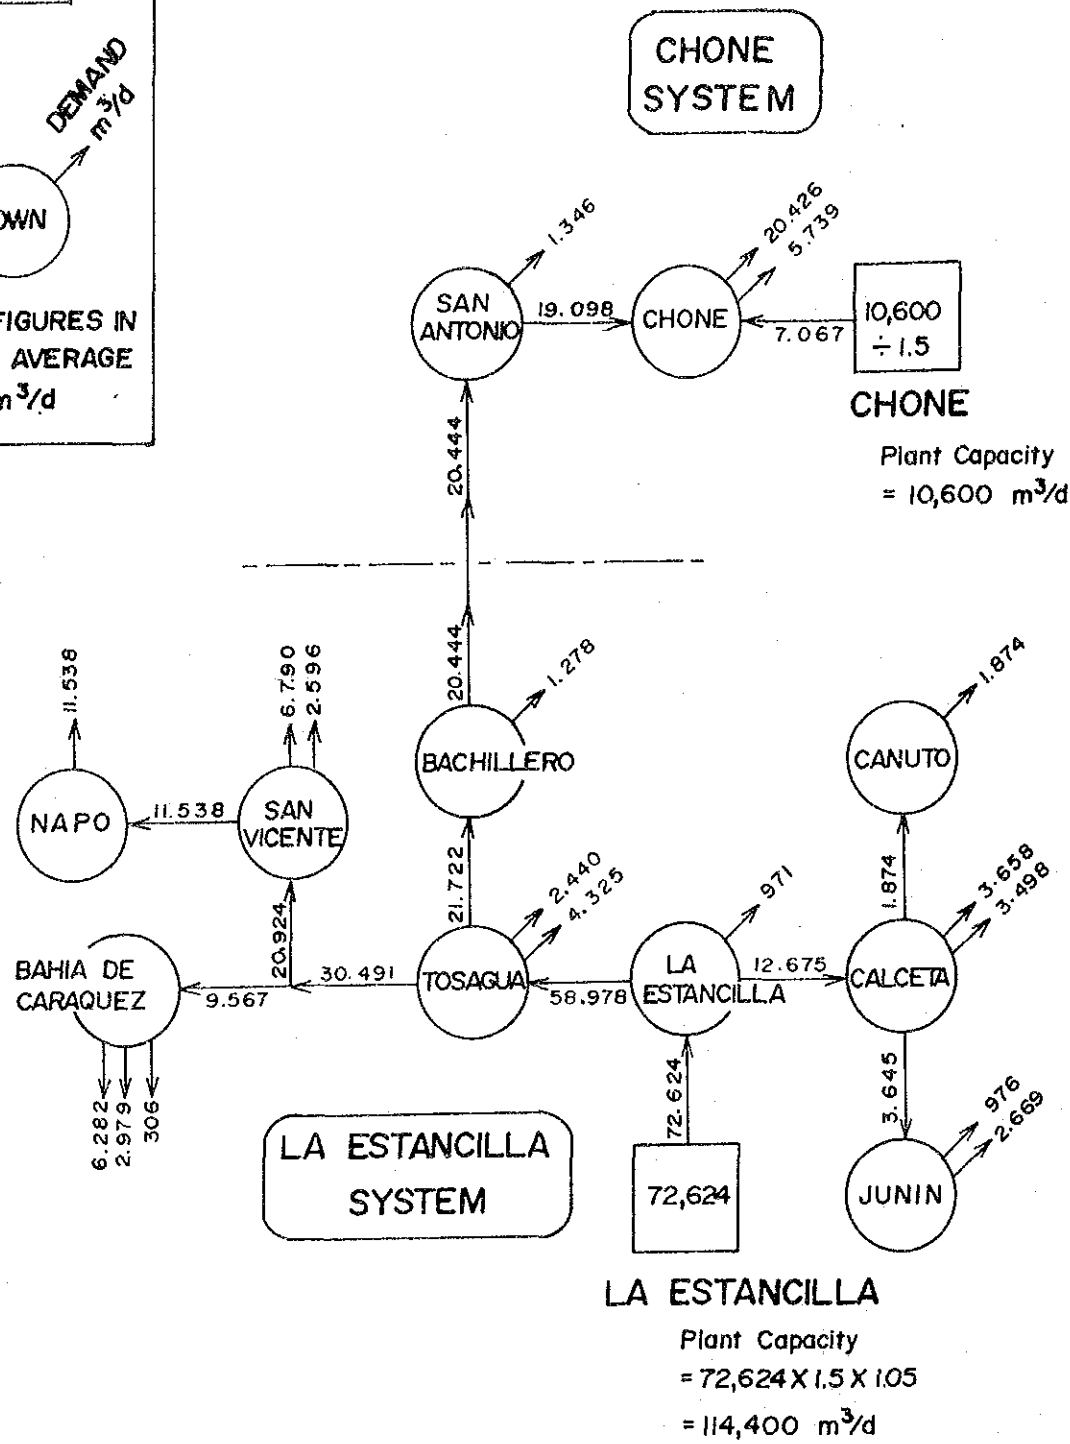 DEMAND
m³/d
OWN
FIGURES IN
AVERAGE
m³/d
CHONE
SYSTEM
1.346
20.426
5.739
SAN
ANTONIO
19.098
CHONE
7.067
10,600
÷ 1.5
CHONE
Plant Capacity
= 10,600 m³/d
20.444
20.444
1.278
BACHILLERO
11.538
6.790
2.596
NAPO
11.538
SAN
VICENTE
1.874
CANUTO
21.722
2.440
4.325
971
1.874
3.658
3.498
20.924
BAHIA DE
CARAQUEZ
9.567
30.491
TOSAGUA
58.978
LA
ESTANCILLA
12.675
CALCETA
6.282
2.979
306
72.624
3.645
976
2.669
LA ESTANCILLA
SYSTEM
72,624
JUNIN
LA ESTANCILLA
Plant Capacity
= 72,624 X 1.5 X 1.05
= 114,400 m³/d